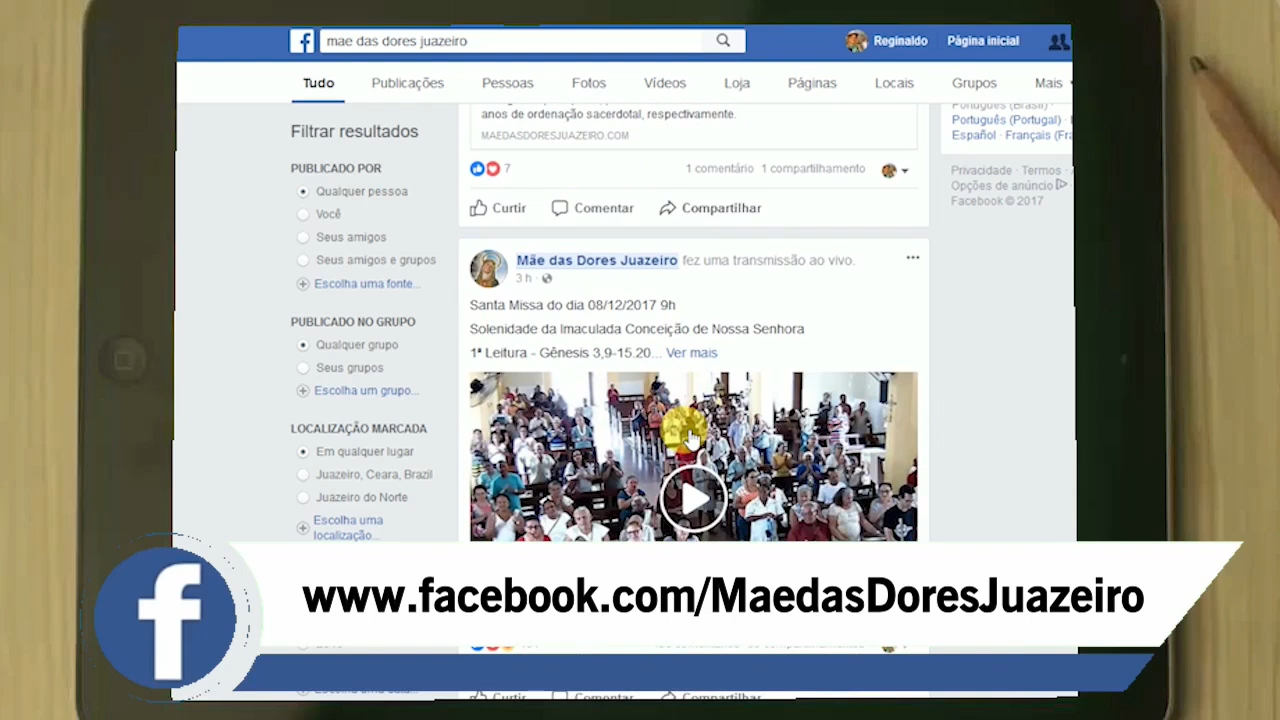 mae das dores juazeiro
Reginaldo
Página inicial
Tudo
Publicações
Pessoas
Fotos
Vídeos
Loja
Páginas
Locais
Grupos
Mais
Filtrar resultados
PUBLICADO POR
Qualquer pessoa
Você
Seus amigos
Seus amigos e grupos
Escolha uma fonte...
PUBLICADO NO GRUPO
Qualquer grupo
Seus grupos
Escolha um grupo...
LOCALIZAÇÃO MARCADA
Em qualquer lugar
Juazeiro, Ceara, Brazil
Juazeiro do Norte
Escolha uma
localização...
anos de ordenação sacerdotal, respectivamente.
MAEDASDORESJUAZEIRO.COM
7
1 comentário 1 compartilhamento
Curtir
Comentar
Compartilhar
Mãe das Dores Juazeiro fez uma transmissão ao vivo.
3 h ·
Santa Missa do dia 08/12/2017 9h
Solenidade da Imaculada Conceição de Nossa Senhora
1ª Leitura - Gênesis 3,9-15.20... Ver mais
Português (Brasil) ·
Português (Portugal) ·
Español · Français (Fra
Privacidade · Termos ·
Opções de anúncio
Facebook © 2017
www.facebook.com/MaedasDoresJuazeiro
Curtir
Comentar
Compartilhar